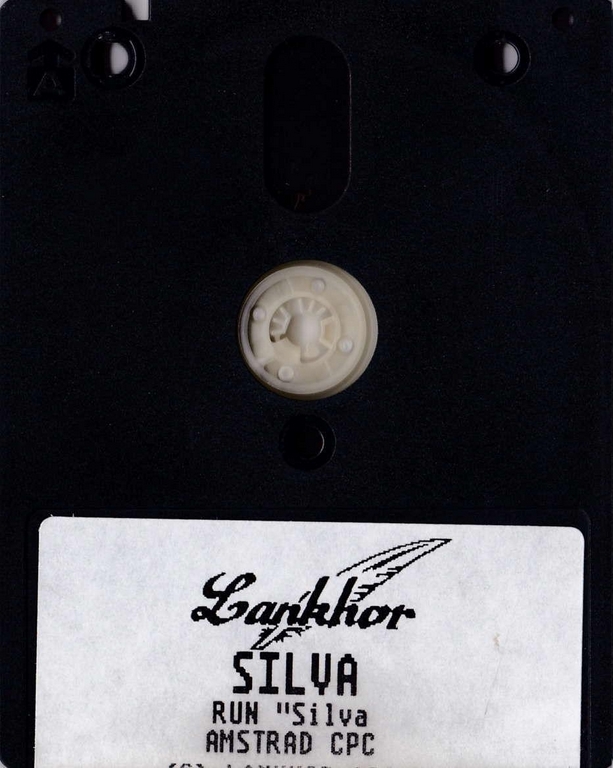 A
Lankhor
SILVA
RUN "Silva
AMSTRAD CPC